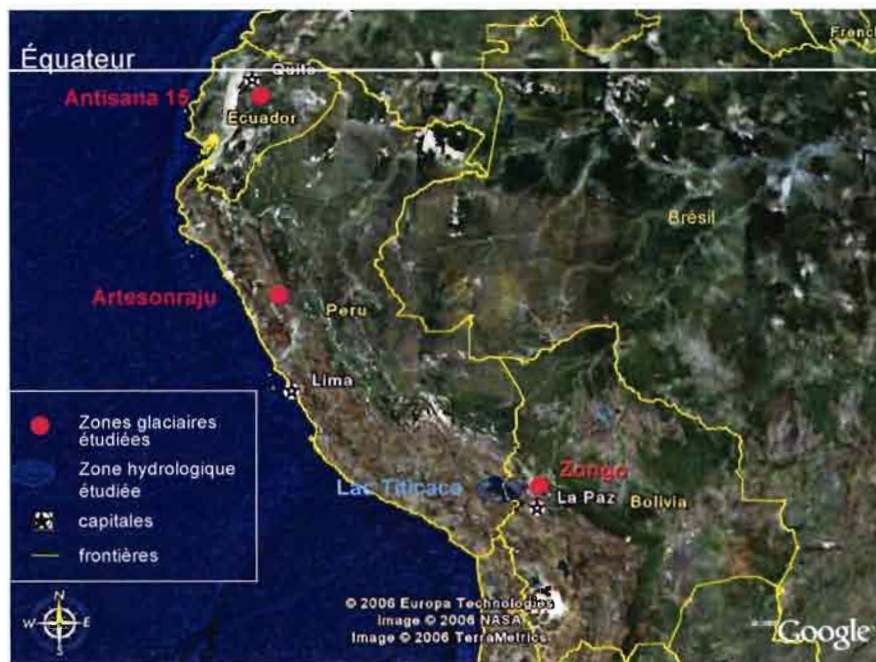 Équateur
Quito
Antisana 15
Ecuador
French
Brésil
Artesonraju
Peru
Lima
Zongo
Lac Titicaca
La Paz
Bolivia
Zones glaciaires
étudiées
Zone hydrologique
étudiée
capitales
frontières
N
W
E
S
© 2006 Europa Technologies
Image © 2006 NASA
Image © 2006 TerraMetrics
Google